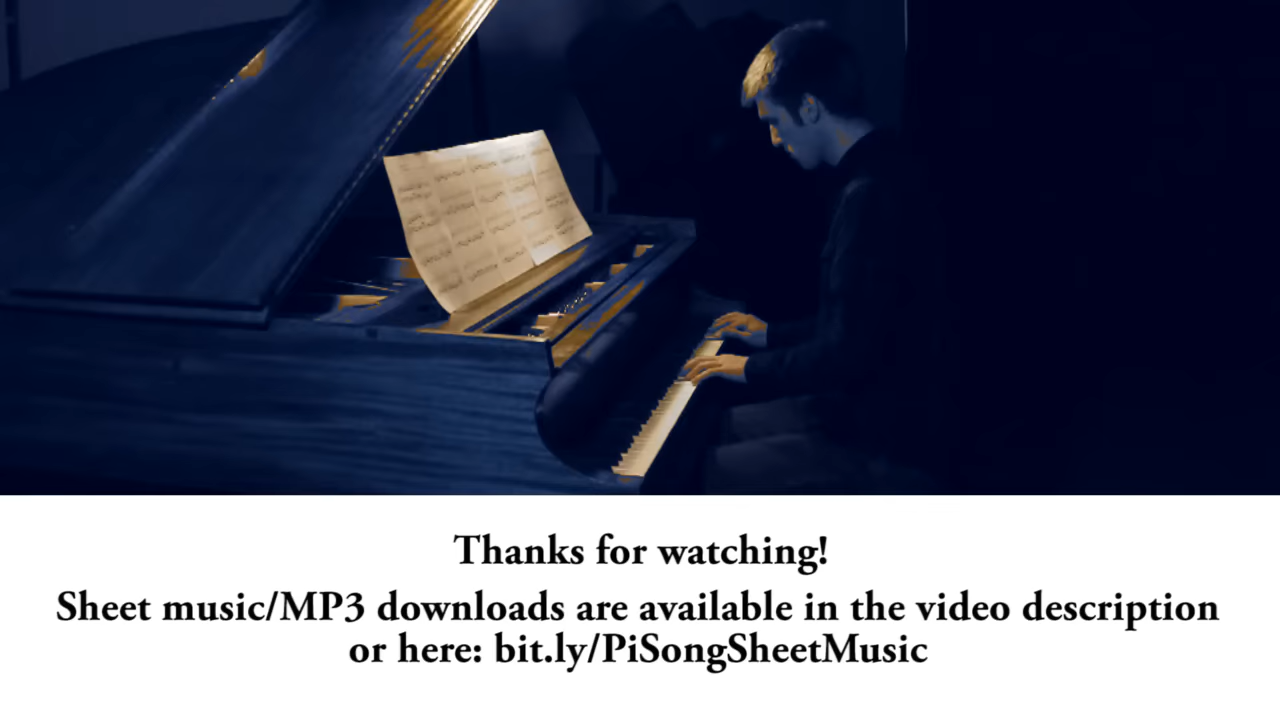 Thanks for watching!
Sheet music/MP3 downloads are available in the video description
or here: bit.ly/PiSongSheetMusic